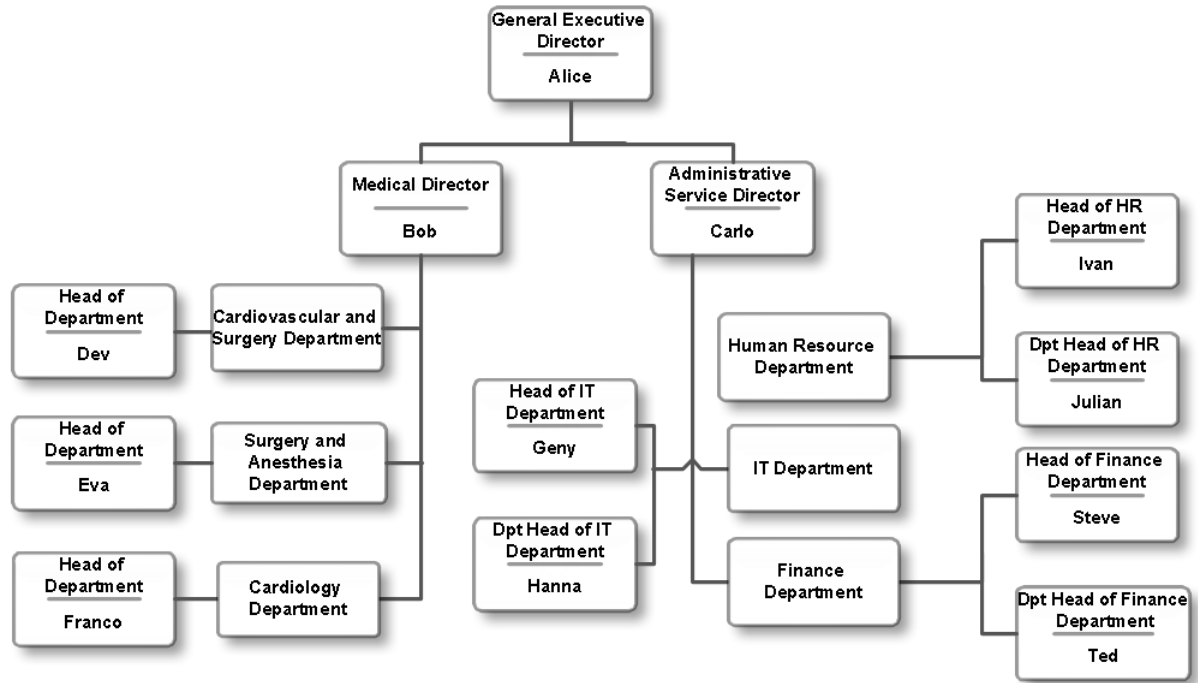 General Executive
Director
Alice
Medical Director
Bob
Administrative
Service Director
Carlo
Head of
Department
Dev
Cardiovascular and
Surgery Department
Head of
Department
Eva
Surgery and
Anesthesia
Department
Head of
Department
Franco
Cardiology
Department
Human Resource
Department
Head of HR
Department
Ivan
Dpt Head of HR
Department
Julian
Head of IT
Department
Geny
Dpt Head of IT
Department
Hanna
IT Department
Finance
Department
Head of Finance
Department
Steve
Dpt Head of Finance
Department
Ted